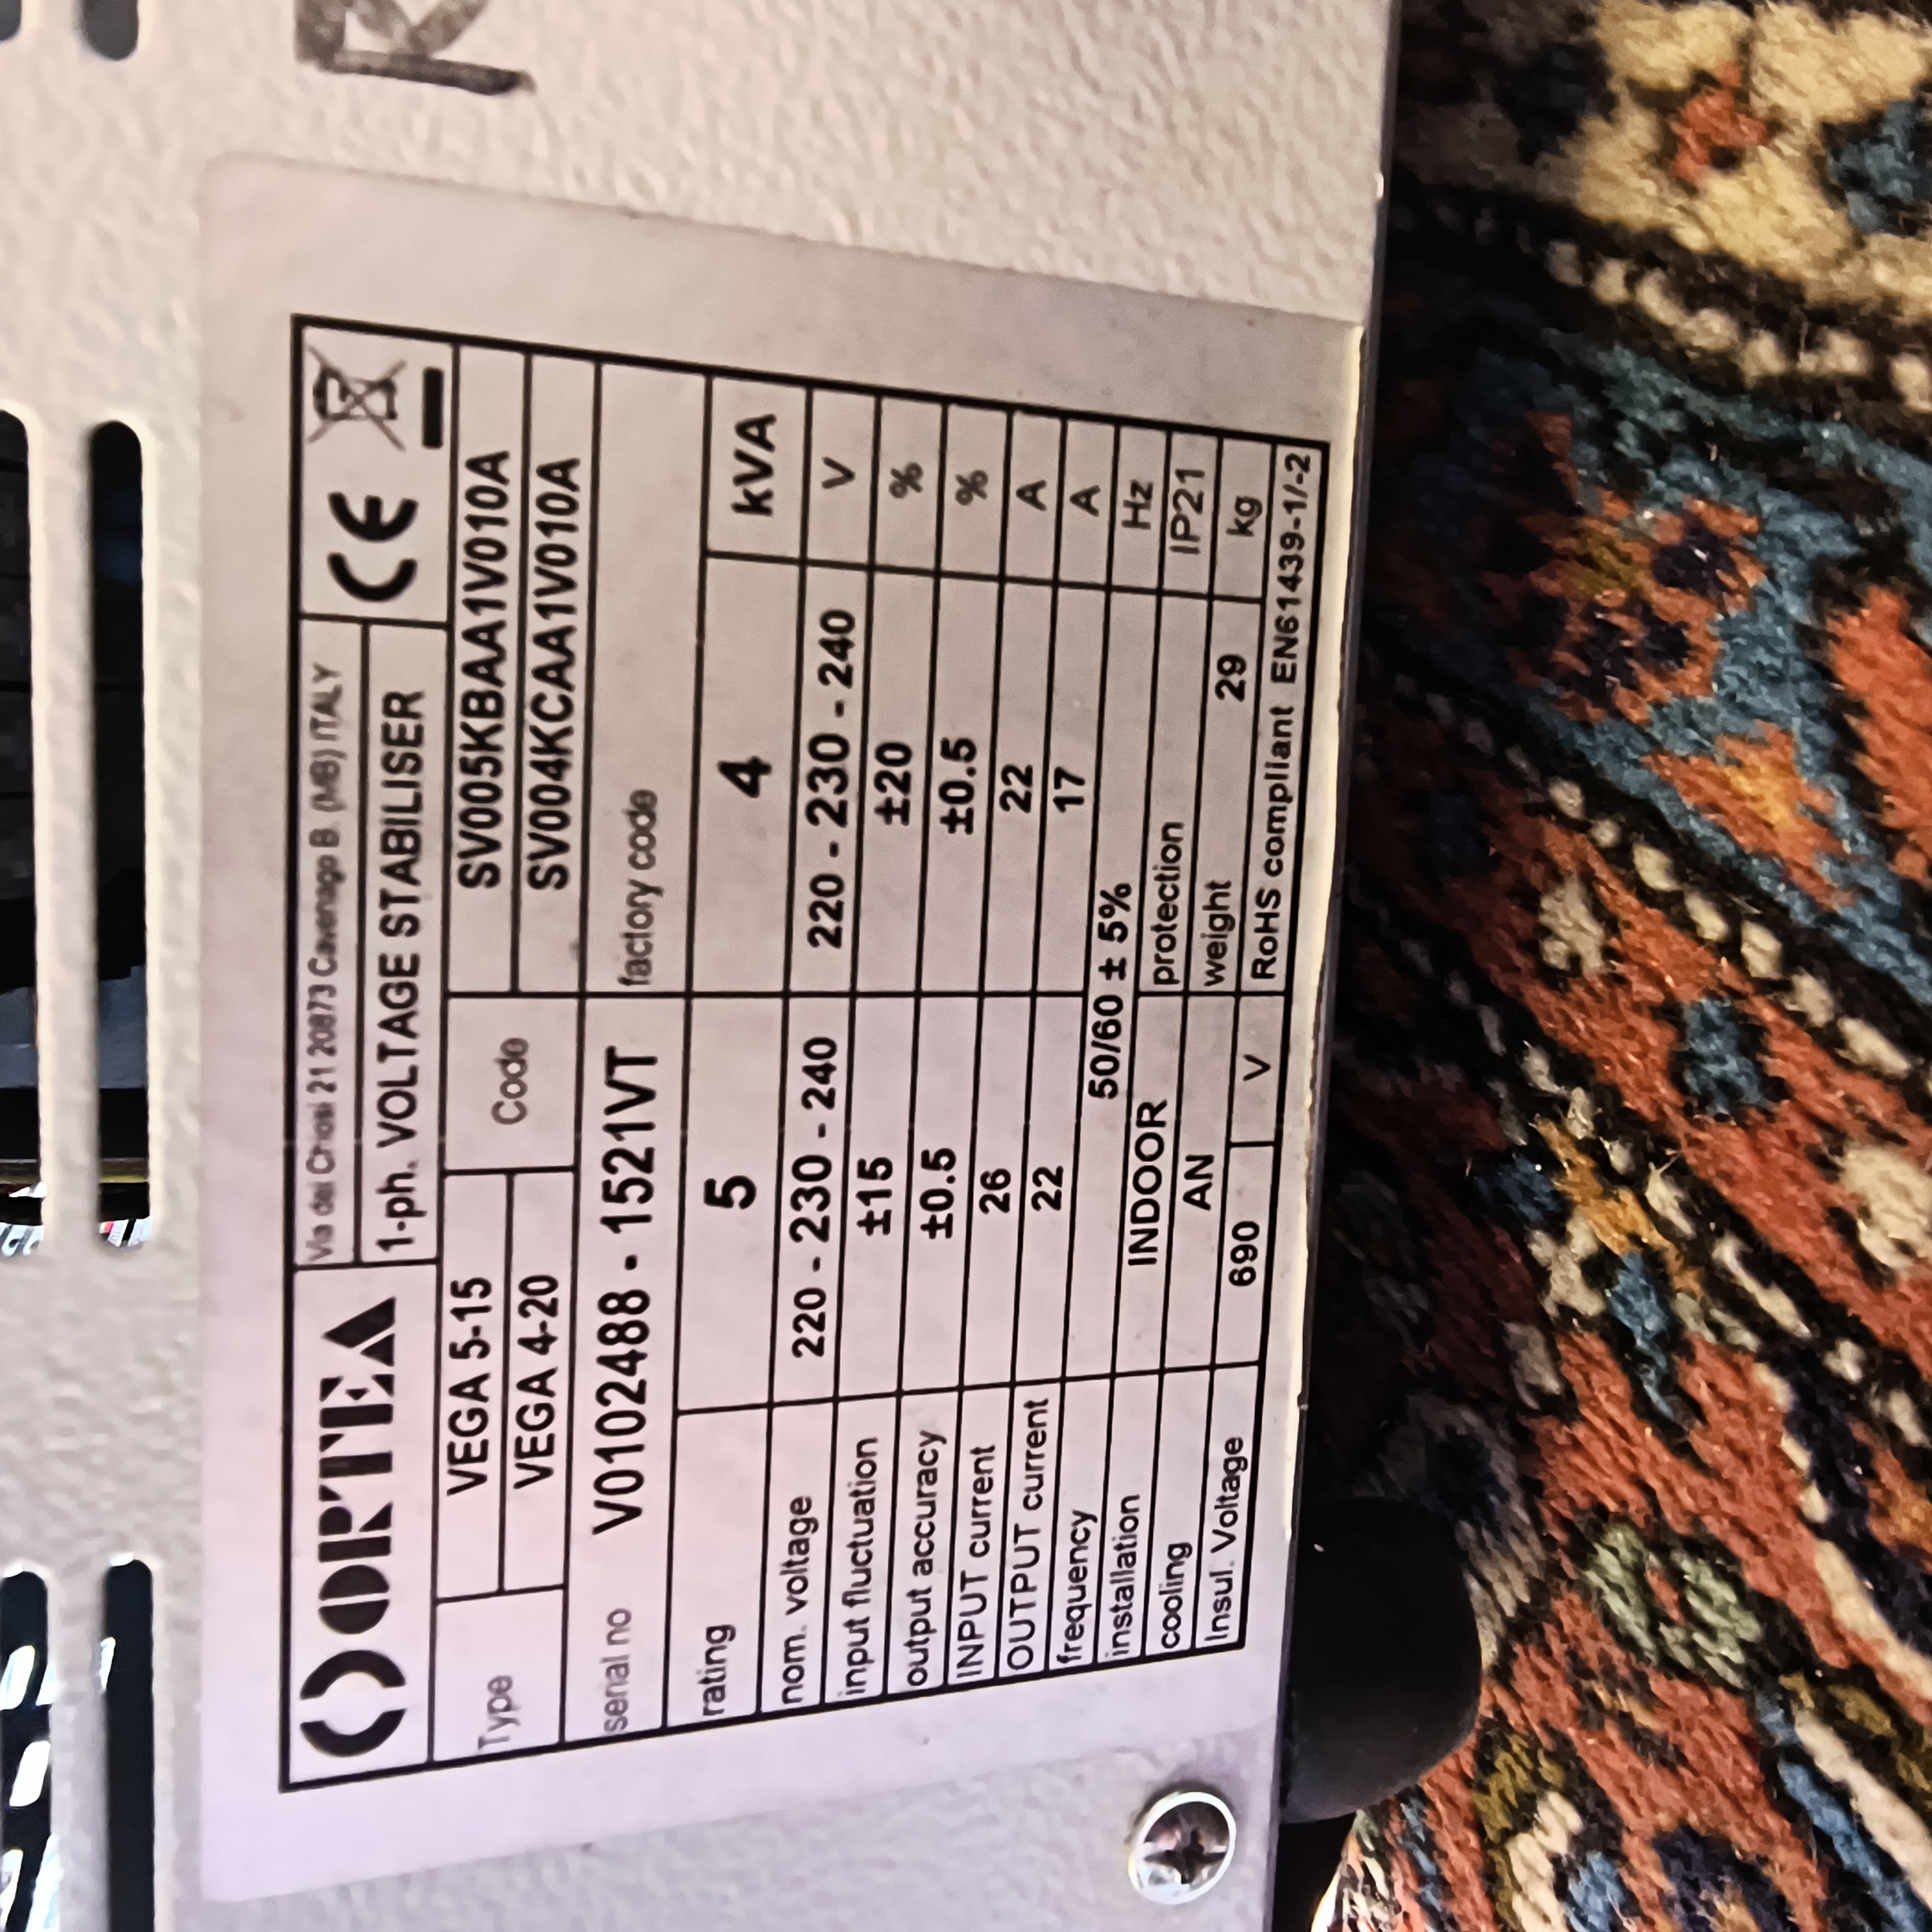 R
ORTEA
Via dei Chiosi 21 20873 Cavenago B. (MB) ITALY
1-ph. VOLTAGE STABILISER
CE
Type VEGA 5-15 Code SV005KBAA1V010A
VEGA 4-20 SV004KCAA1V010A
serial no V0102488 - 1521VT factory code
rating 5 4 kVA
nom. voltage 220 - 230 - 240 220 - 230 - 240 V
input fluctuation ±15 ±20 %
output accuracy ±0.5 ±0.5 %
INPUT current 26 22 A
OUTPUT current 22 17 A
frequency 50/60 ± 5% Hz
installation INDOOR protection IP21
cooling AN weight 29 kg
Insul. Voltage 690 V RoHS compliant EN61439-1/-2